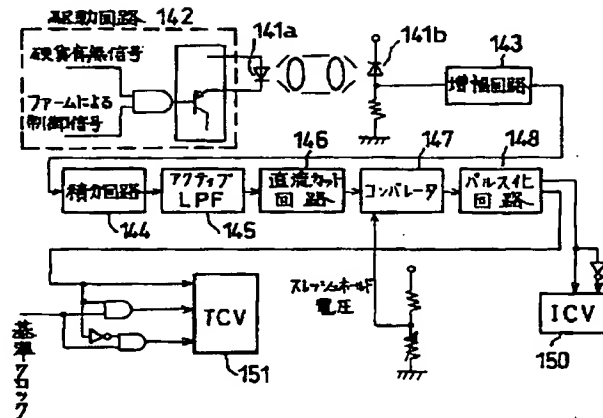 駆動回路 142
硬貨有無信号
ファームによる
制御信号
141a
141b
143
増幅回路
146
147
148
積分回路
アクティブ
LPF
直流カット
回路
コンパレータ
パルス化
回路
144
145
スレッシュホールド
電圧
TCV
ICV
150
151
基準クロック